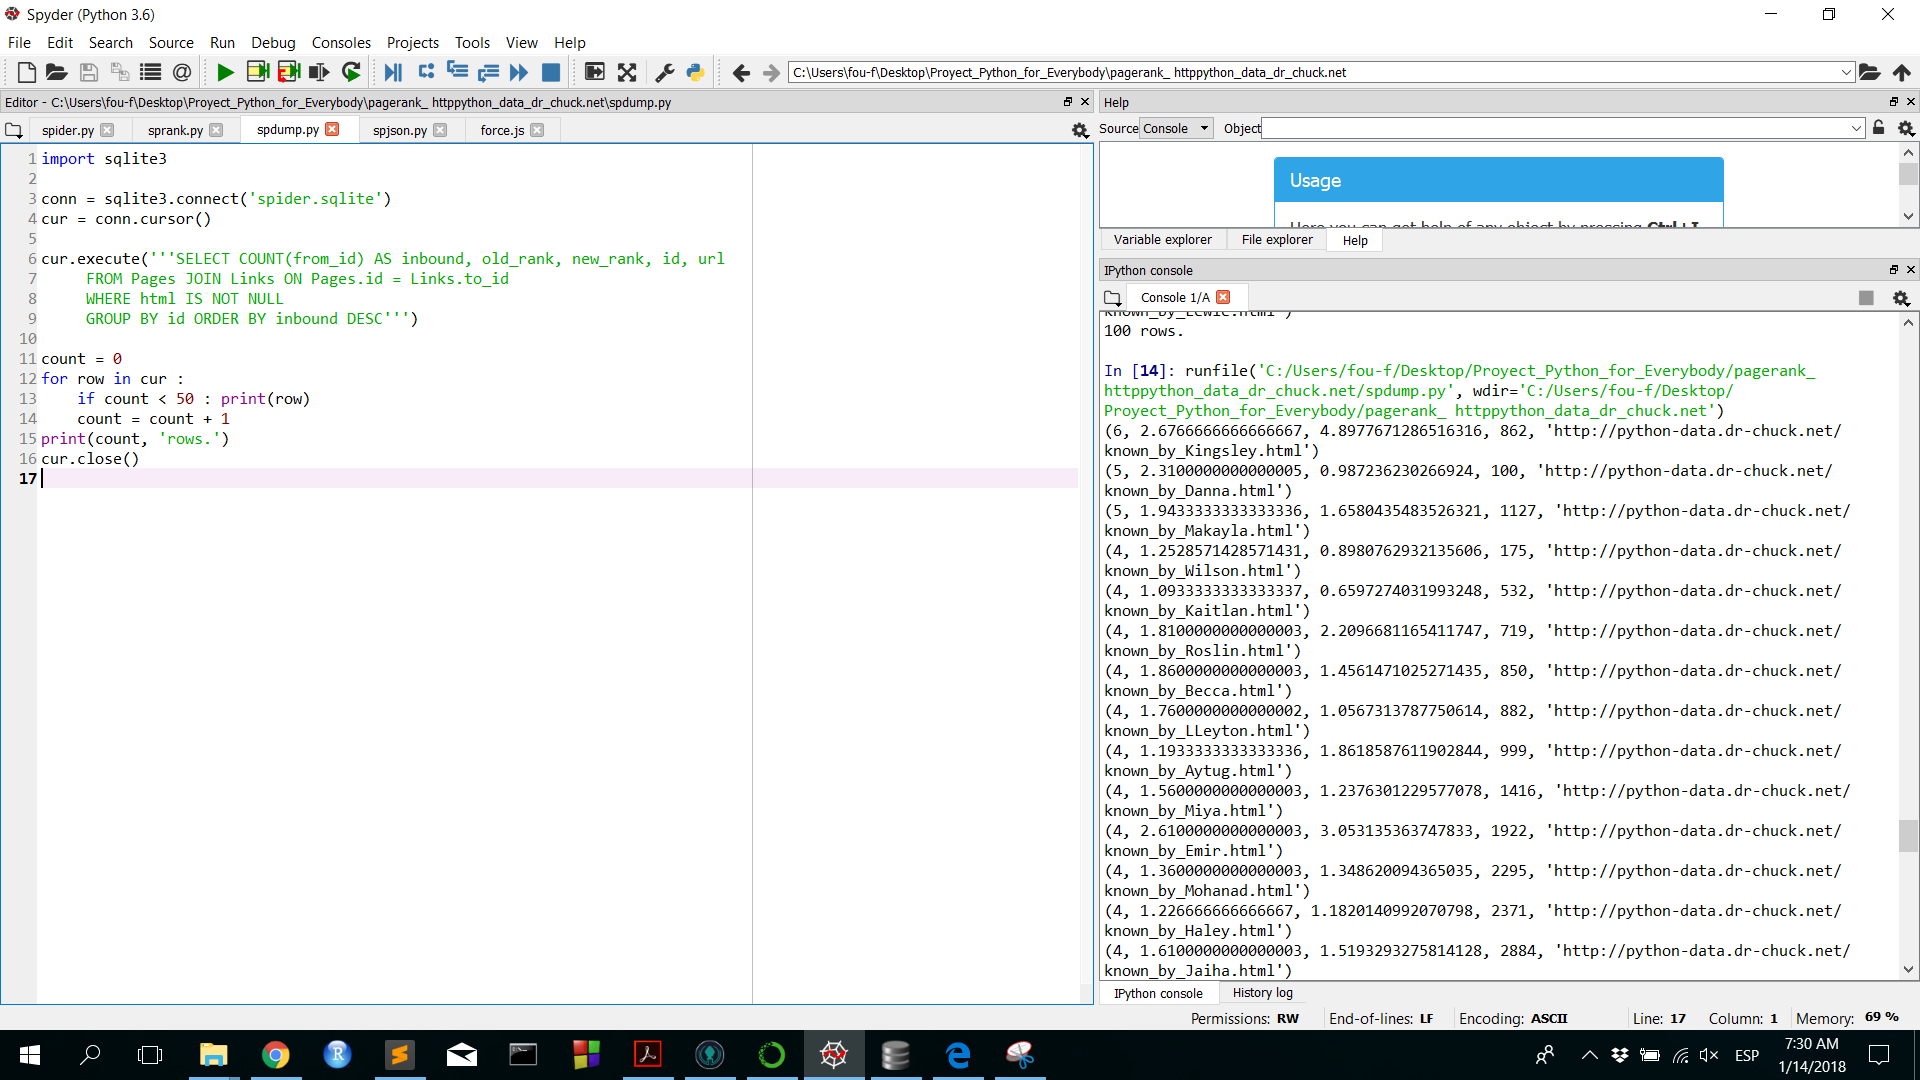 Spyder (Python 3.6)
File Edit Search Source Run Debug Consoles Projects Tools View Help
C:\Users\fou-f\Desktop\Proyect_Python_for_Everybody\pagerank_ httppython_data_dr_chuck.net
Editor - C:\Users\fou-f\Desktop\Proyect_Python_for_Everybody\pagerank_ httppython_data_dr_chuck.net\spdump.py
spider.py sprank.py spdump.py spjson.py force.js
1 import sqlite3
2
3 conn = sqlite3.connect('spider.sqlite')
4 cur = conn.cursor()
5
6 cur.execute('''SELECT COUNT(from_id) AS inbound, old_rank, new_rank, id, url
7 FROM Pages JOIN Links ON Pages.id = Links.to_id
8 WHERE html IS NOT NULL
9 GROUP BY id ORDER BY inbound DESC''')
10
11 count = 0
12 for row in cur :
13 if count < 50 : print(row)
14 count = count + 1
15 print(count, 'rows.')
16 cur.close()
17
Help
Source Console Object
Usage
Here you can get help of any object by pressing Ctrl+I
Variable explorer File explorer Help
IPython console
Console 1/A
known_by_Lewie.html')
100 rows.
In [14]: runfile('C:/Users/fou-f/Desktop/Proyect_Python_for_Everybody/pagerank_
httppython_data_dr_chuck.net/spdump.py', wdir='C:/Users/fou-f/Desktop/
Proyect_Python_for_Everybody/pagerank_ httppython_data_dr_chuck.net')
(6, 2.6766666666666667, 4.8977671286516316, 862, 'http://python-data.dr-chuck.net/
known_by_Kingsley.html')
(5, 2.3100000000000005, 0.987236230266924, 100, 'http://python-data.dr-chuck.net/
known_by_Danna.html')
(5, 1.9433333333333336, 1.6580435483526321, 1127, 'http://python-data.dr-chuck.net/
known_by_Makayla.html')
(4, 1.2528571428571431, 0.8980762932135606, 175, 'http://python-data.dr-chuck.net/
known_by_Wilson.html')
(4, 1.0933333333333337, 0.6597274031993248, 532, 'http://python-data.dr-chuck.net/
known_by_Kaitlan.html')
(4, 1.8100000000000003, 2.2096681165411747, 719, 'http://python-data.dr-chuck.net/
known_by_Roslin.html')
(4, 1.8600000000000003, 1.4561471025271435, 850, 'http://python-data.dr-chuck.net/
known_by_Becca.html')
(4, 1.7600000000000002, 1.0567313787750614, 882, 'http://python-data.dr-chuck.net/
known_by_LLeyton.html')
(4, 1.1933333333333336, 1.8618587611902844, 999, 'http://python-data.dr-chuck.net/
known_by_Aytug.html')
(4, 1.5600000000000003, 1.2376301229577078, 1416, 'http://python-data.dr-chuck.net/
known_by_Miya.html')
(4, 2.6100000000000003, 3.053135363747833, 1922, 'http://python-data.dr-chuck.net/
known_by_Emir.html')
(4, 1.3600000000000003, 1.348620094365035, 2295, 'http://python-data.dr-chuck.net/
known_by_Mohanad.html')
(4, 1.226666666666667, 1.1820140992070798, 2371, 'http://python-data.dr-chuck.net/
known_by_Haley.html')
(4, 1.6100000000000003, 1.5193293275814128, 2884, 'http://python-data.dr-chuck.net/
known_by_Jaiha.html')
IPython console History log
Permissions: RW End-of-lines: LF Encoding: ASCII Line: 17 Column: 1 Memory: 69 %
ESP
7:30 AM
1/14/2018